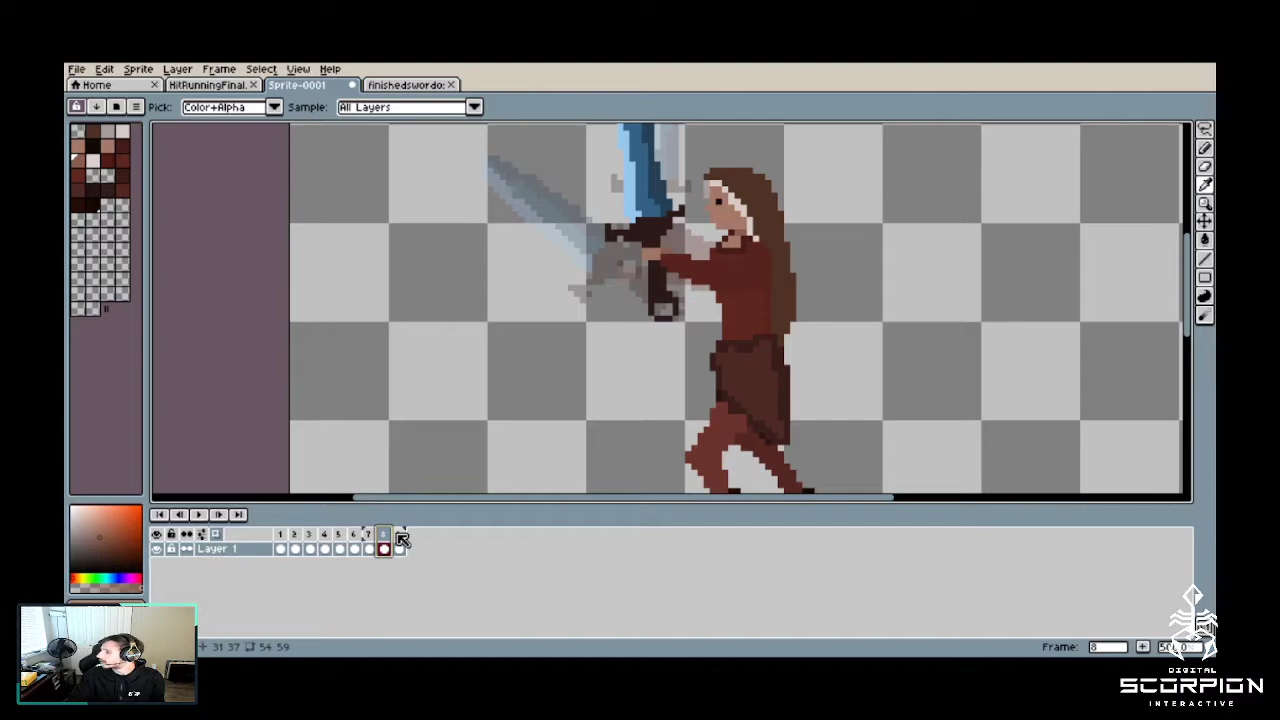 File Edit Sprite Layer Frame Select View Help
Home HitRunningFinal. Sprite-0001 finishedswordo:
Pick: Color+Alpha Sample: All Layers
1 2 3 4 5 6 7 8
Layer 1
31 37 54 59 Frame: 8
DIGITAL
SCORPION
INTERACTIVE